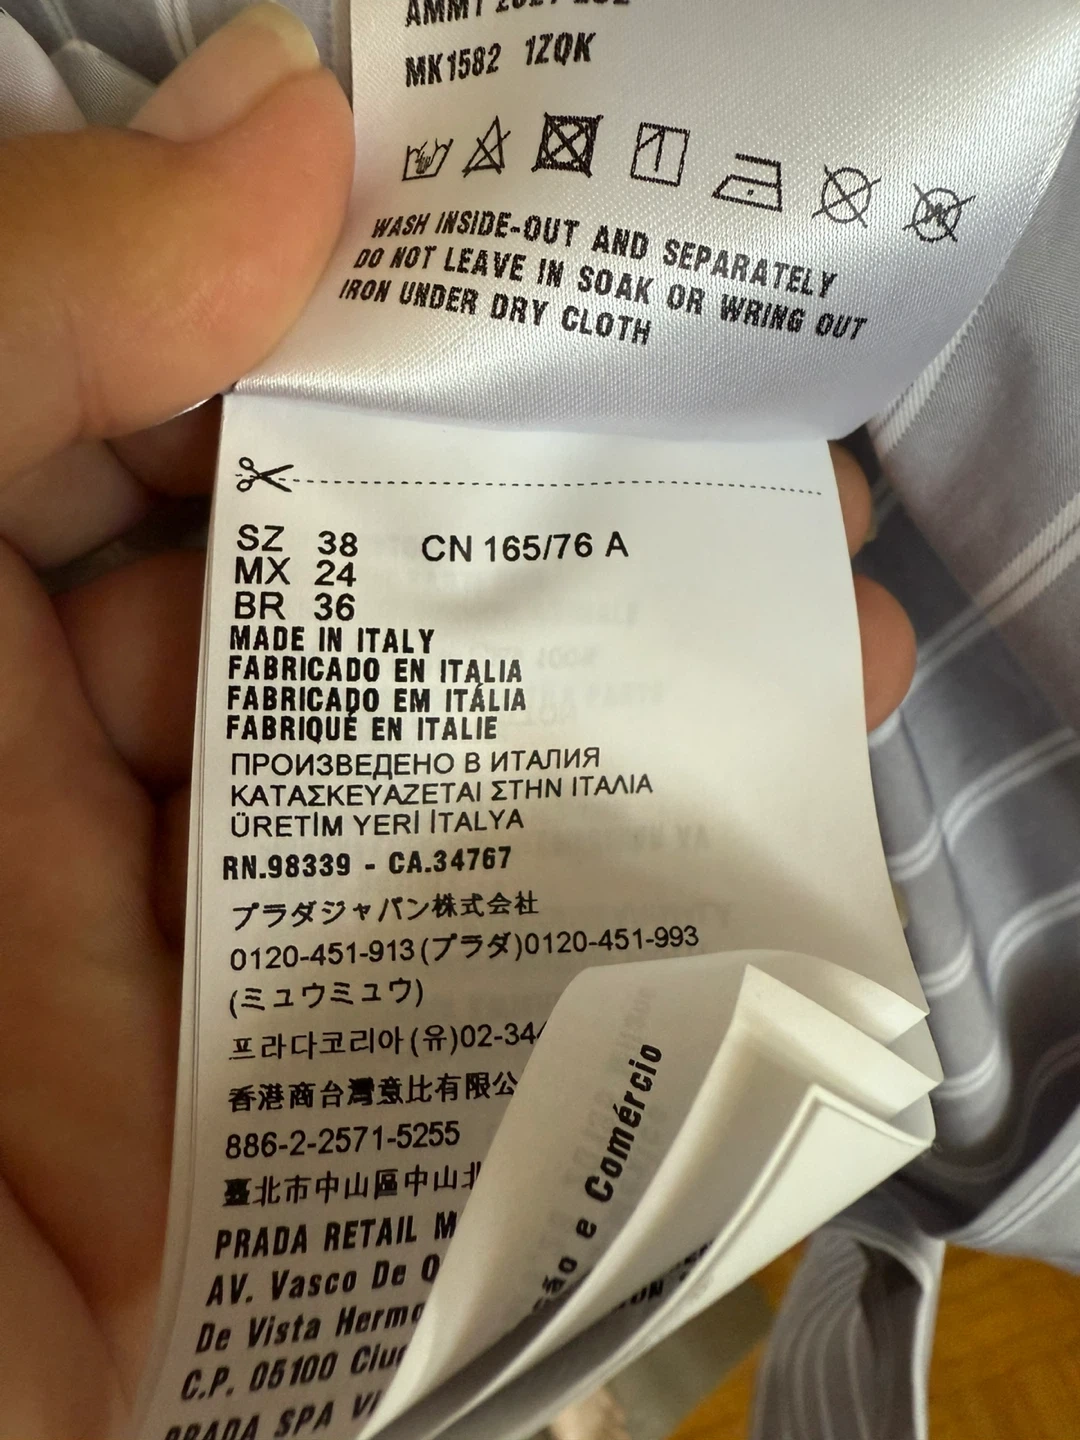 AMMT
MK1582 1ZQK
WASH INSIDE-OUT AND SEPARATELY
DO NOT LEAVE IN SOAK OR WRING OUT
IRON UNDER DRY CLOTH
SZ 38 CN 165/76 A
MX 24
BR 36
MADE IN ITALY
FABRICADO EN ITALIA
FABRICADO EM ITÁLIA
FABRIQUÉ EN ITALIE
ПРОИЗВЕДЕНО В ИТАЛИЯ
ΚΑΤΑΣΚΕΥΑΖΕΤΑΙ ΣΤΗΝ ΙΤΑΛΙΑ
ÜRETİM YERİ İTALYA
RN.98339 - CA.34767
プラダジャパン株式会社
0120-451-913(プラダ)0120-451-993
(ミュウミュウ)
프라다코리아(유)02-34
香港商台灣意比有限公
886-2-2571-5255
臺北市中山區中山北
PRADA RETAIL M
AV. Vasco De Q
De Vista Hermo
C.P. 05100 Ciu
PRADA SPA VI
ão e Comércio